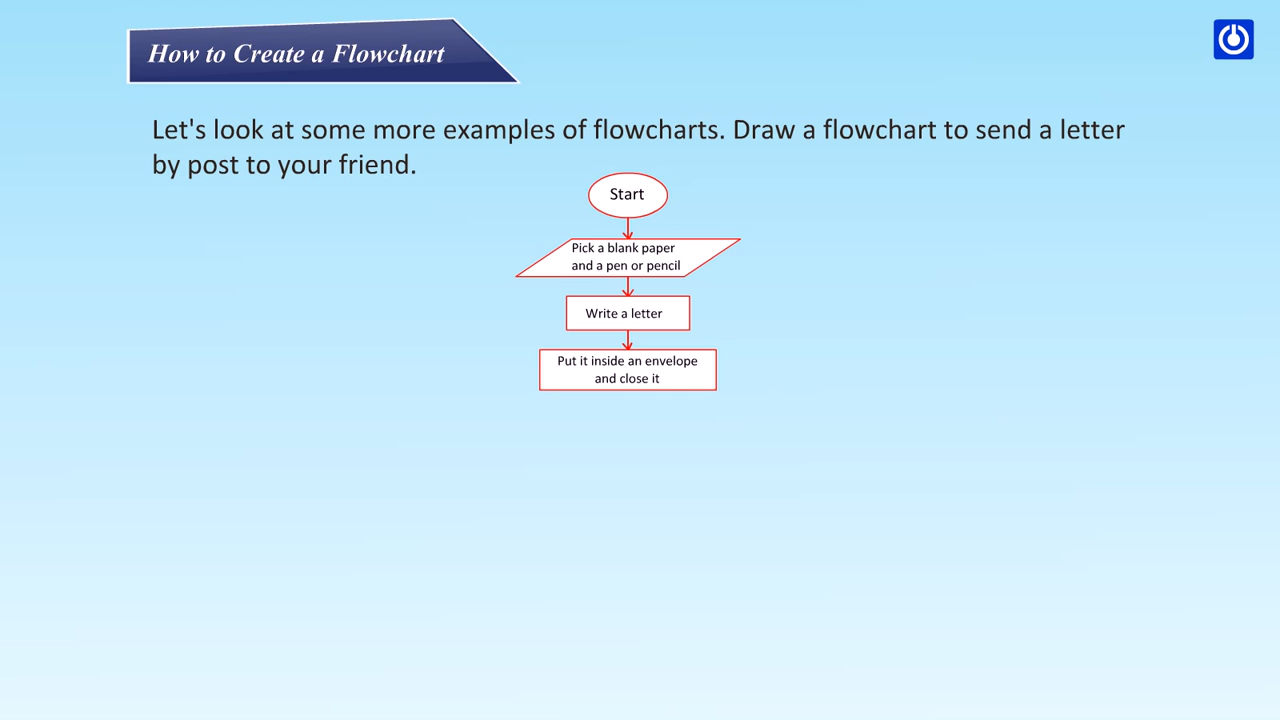 How to Create a Flowchart
Let's look at some more examples of flowcharts. Draw a flowchart to send a letter
by post to your friend.
Start
Pick a blank paper
and a pen or pencil
Write a letter
Put it inside an envelope
and close it